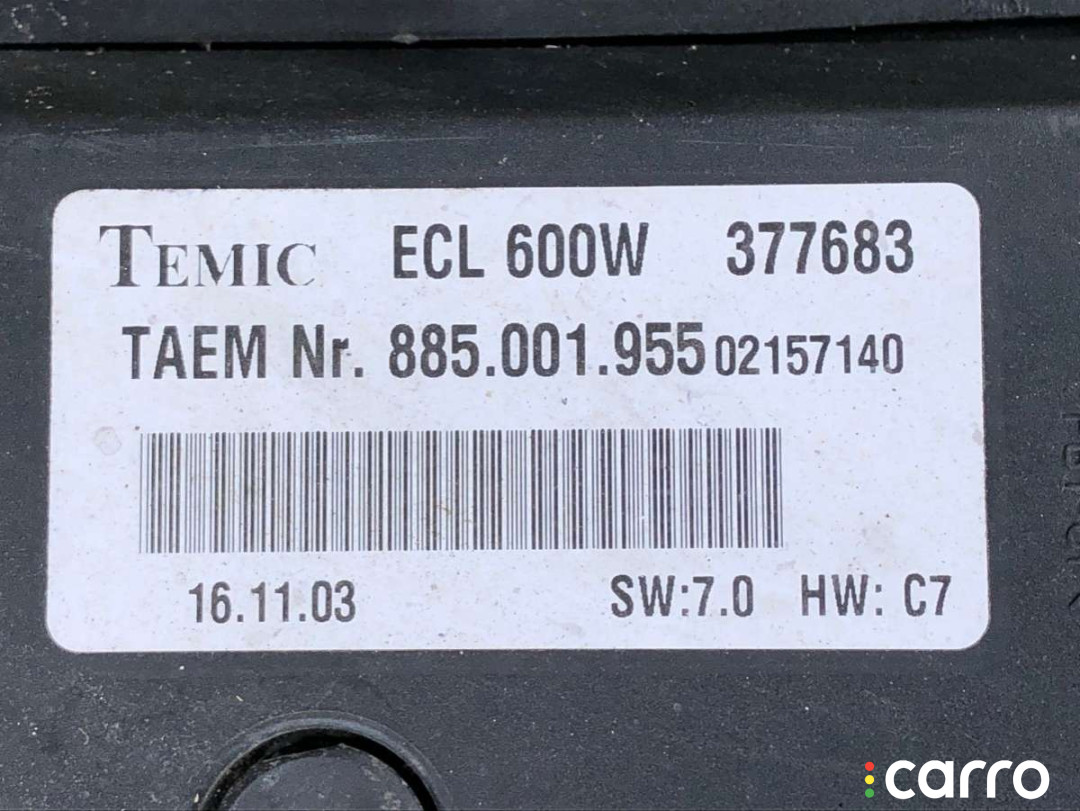 TEMIC ECL 600W 377683
TAEM Nr. 885.001.955 02157140
16.11.03 SW:7.0 HW: C7
carro